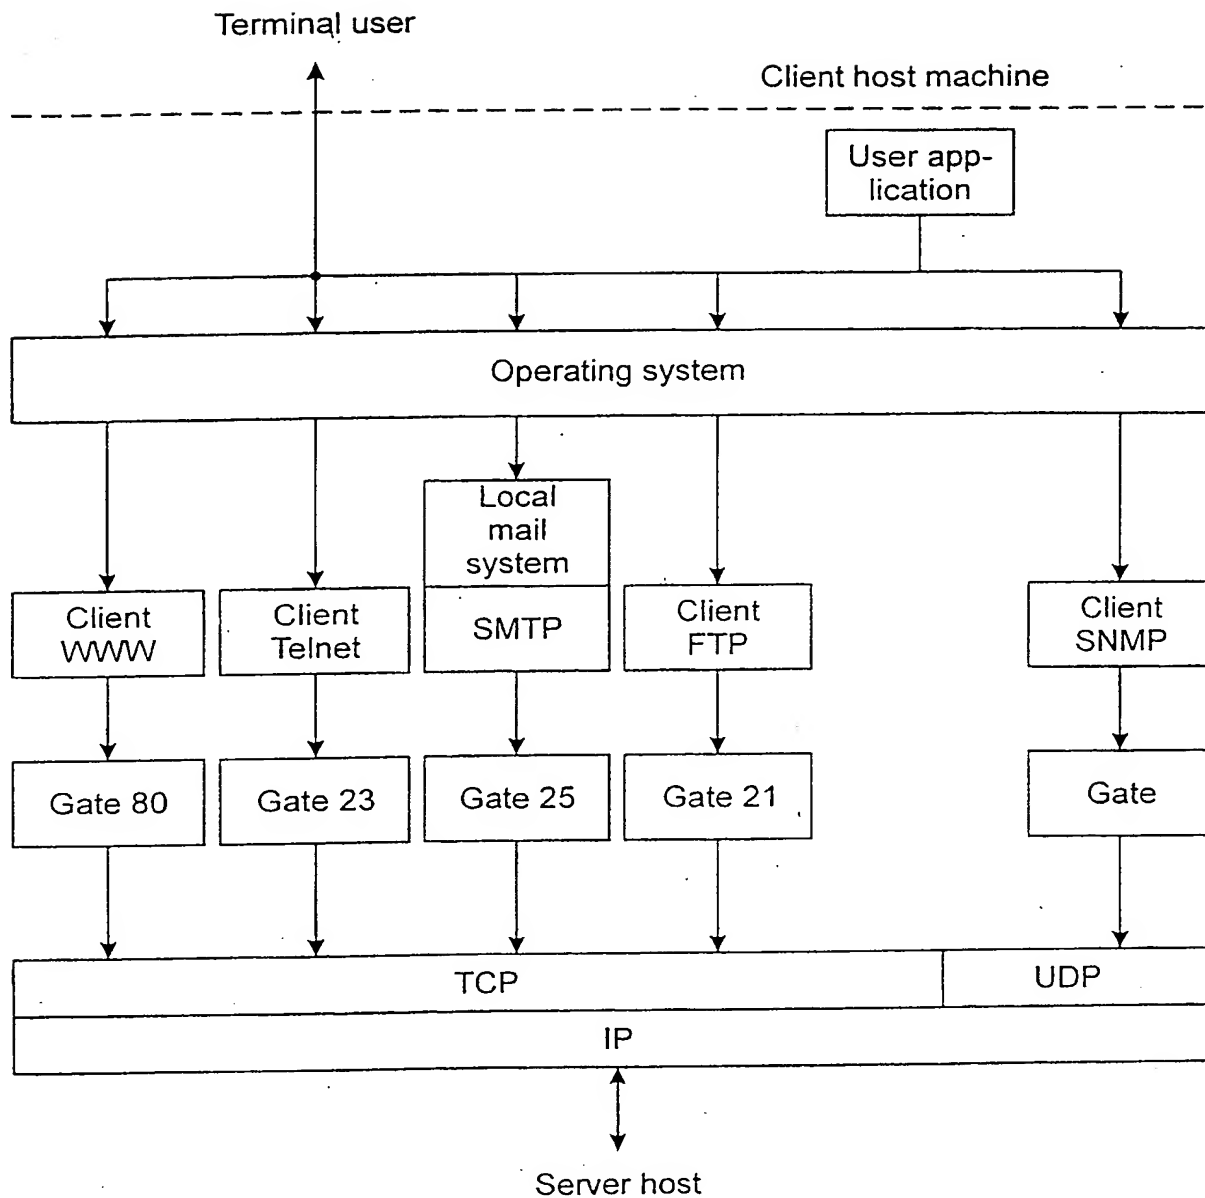 Terminal user
Client host machine
User app-
lication
Operating system
Local
mail
system
Client
WWW
Client
Telnet
SMTP
Client
FTP
Client
SNMP
Gate 80
Gate 23
Gate 25
Gate 21
Gate
TCP
UDP
IP
Server host